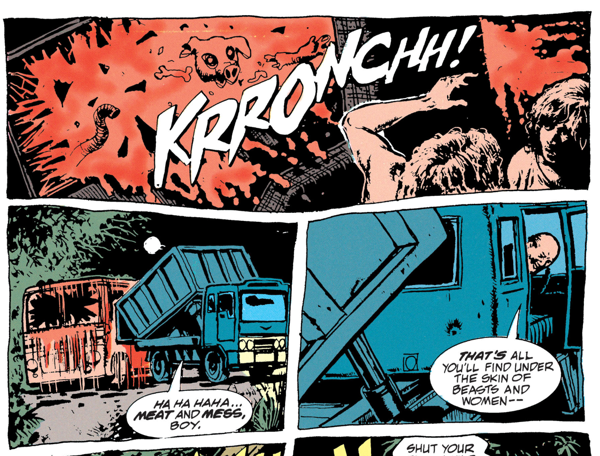 KRRONCHH!
HA HA HAHA...
MEAT AND MESS,
BOY.
THAT'S ALL
YOU'LL FIND UNDER
THE SKIN OF
BEASTS AND
WOMEN--
SHUT YOUR